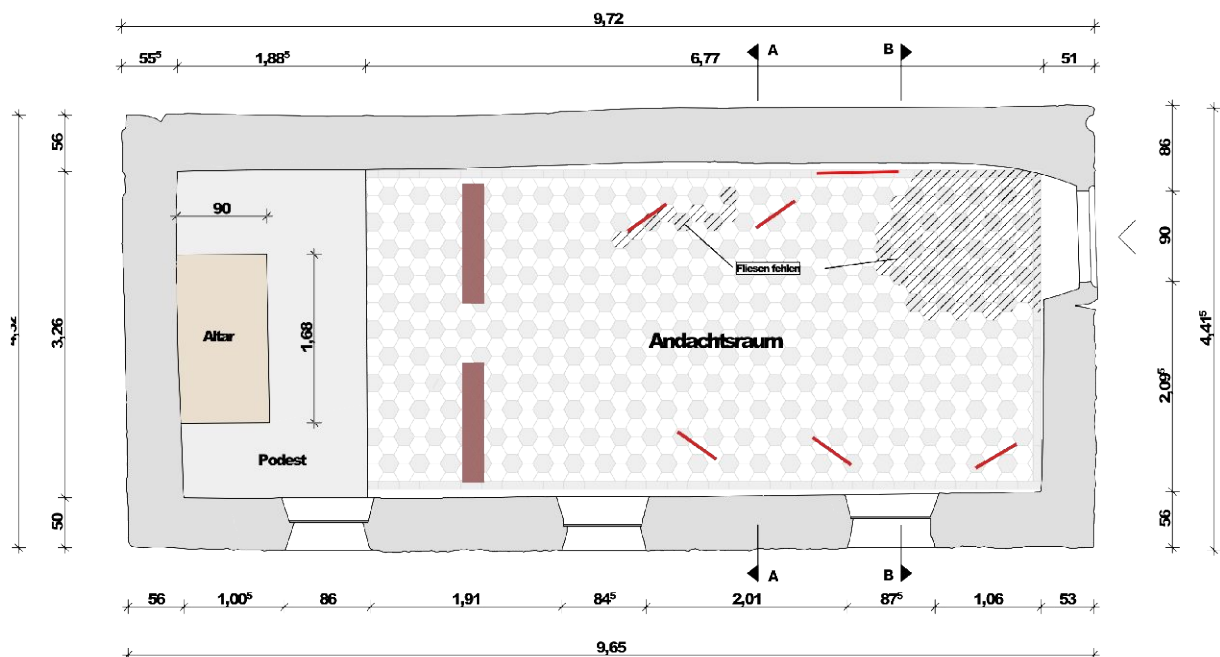 9,72
55⁵ 1,88⁵ 6,77 A B 51
56 86
90
90
Fliesen fehlen
3,26 Altar 1,68 Andachtsraum 4,41⁵
2,09⁵
Podest
50 56
A B
56 1,00⁵ 86 1,91 84⁵ 2,01 87⁵ 1,06 53
9,65